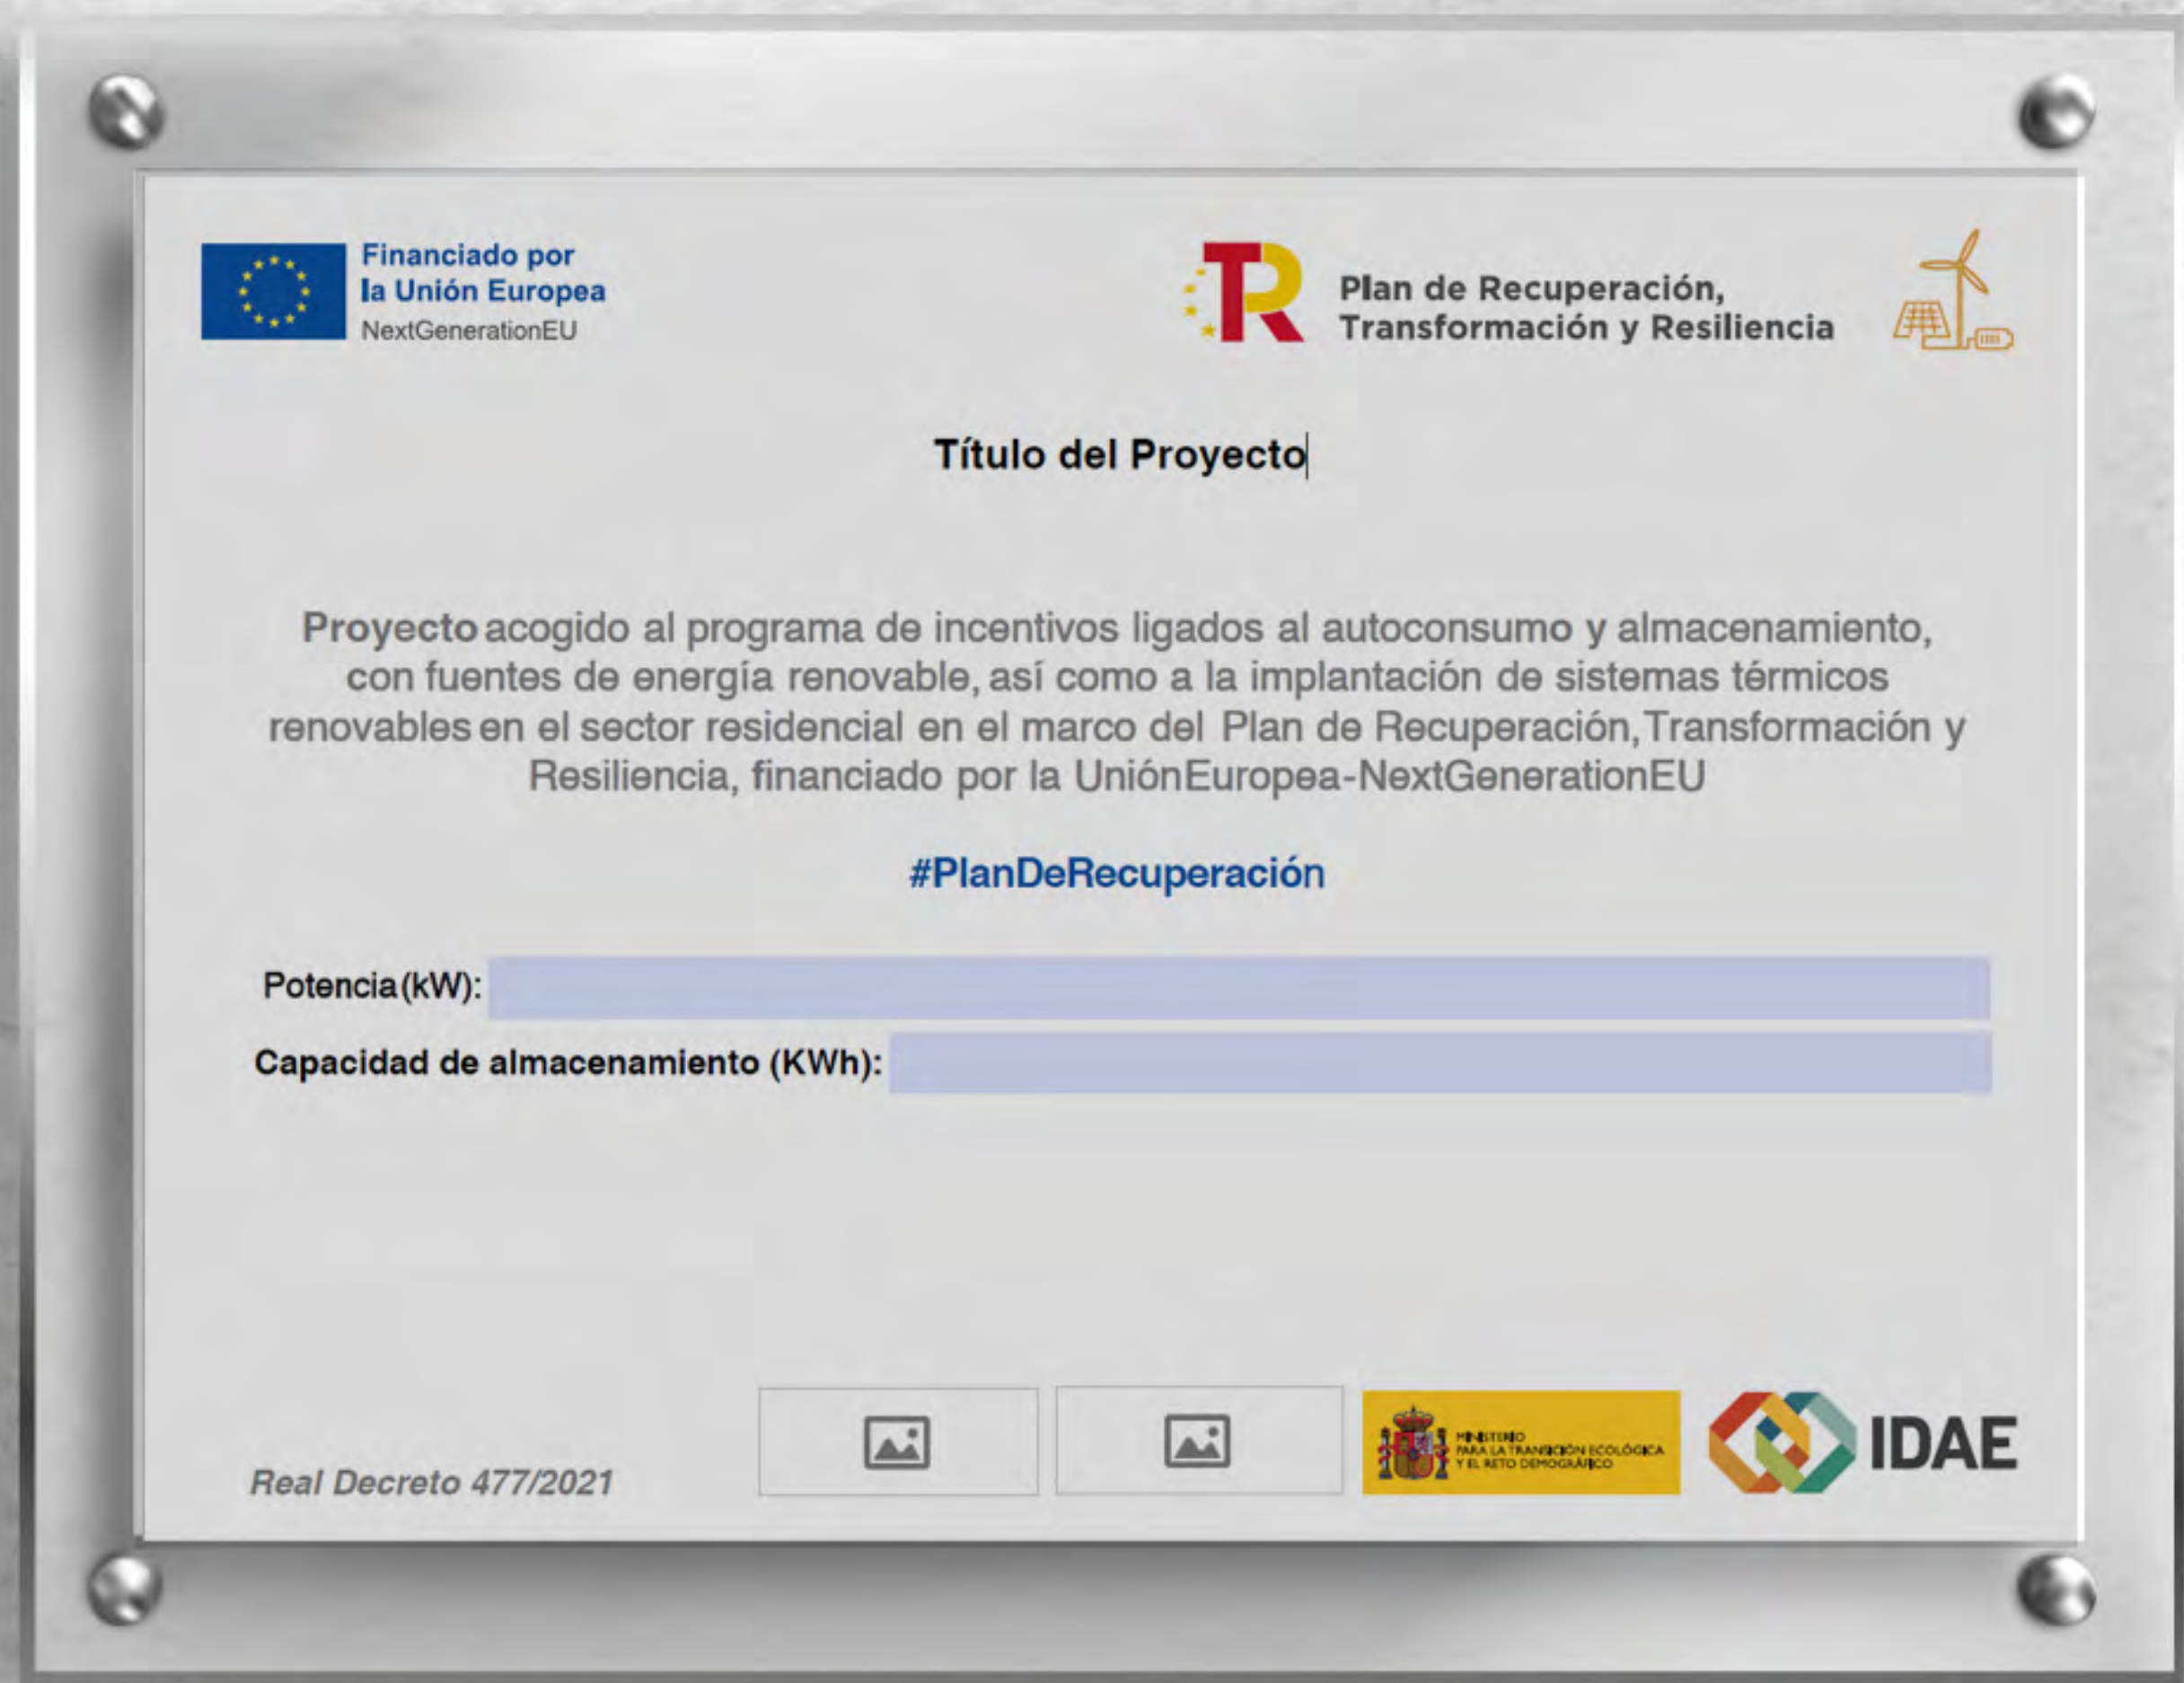 Financiado por
la Unión Europea
NextGenerationEU
TR
Plan de Recuperación,
Transformación y Resiliencia
Título del Proyecto
Proyecto acogido al programa de incentivos ligados al autoconsumo y almacenamiento,
con fuentes de energía renovable, así como a la implantación de sistemas térmicos
renovables en el sector residencial en el marco del Plan de Recuperación, Transformación y
Resiliencia, financiado por la Unión Europea-NextGenerationEU
#PlanDeRecuperación
Potencia (kW):
Capacidad de almacenamiento (KWh):
Real Decreto 477/2021
MINISTERIO
PARA LA TRANSICIÓN ECOLÓGICA
Y EL RETO DEMOGRÁFICO
IDAE